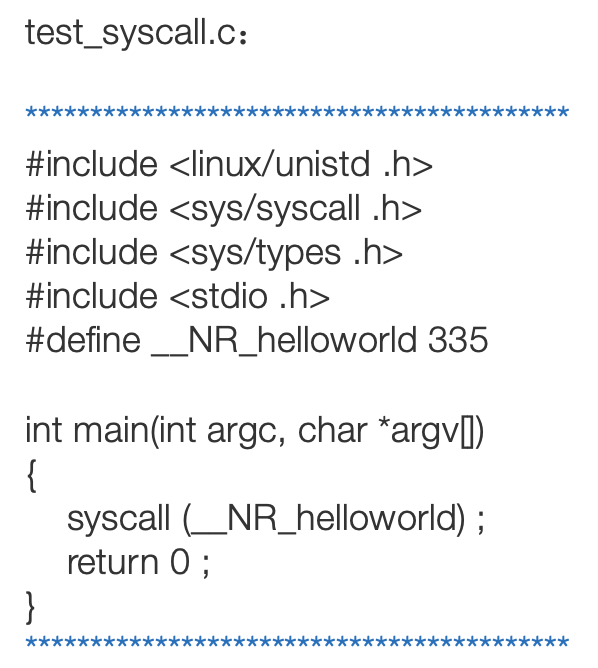 test_syscall.c：
******************************************
#include <linux/unistd .h>
#include <sys/syscall .h>
#include <sys/types .h>
#include <stdio .h>
#define __NR_helloworld 335
int main(int argc, char *argv[])
{
syscall (__NR_helloworld) ;
return 0 ;
}
******************************************